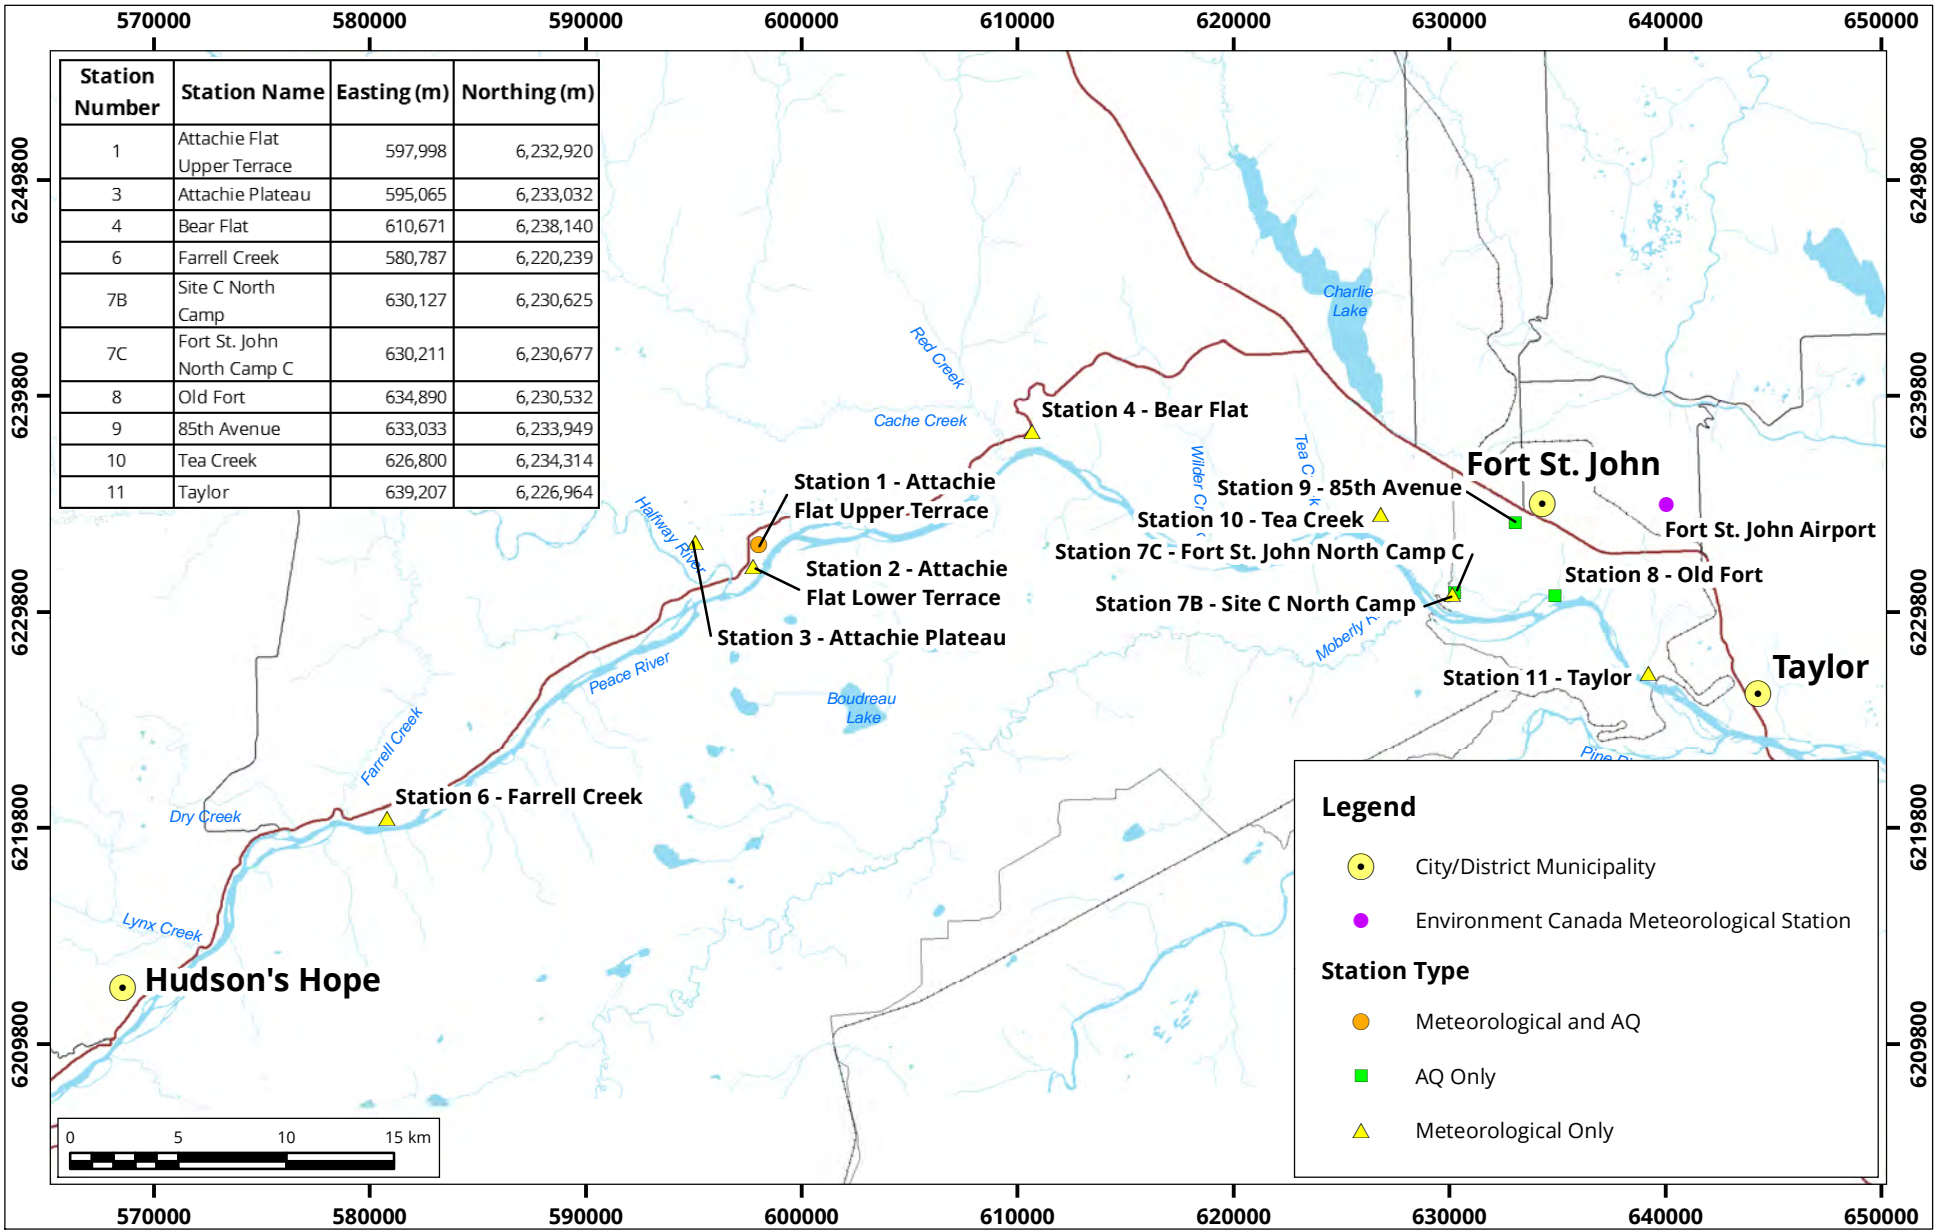 570000 580000 590000 600000 610000 620000 630000 640000 650000
Station Number Station Name Easting (m) Northing (m)
1 Attachie Flat Upper Terrace 597,998 6,232,920
3 Attachie Plateau 595,065 6,233,032
4 Bear Flat 610,671 6,238,140
6 Farrell Creek 580,787 6,220,239
7B Site C North Camp 630,127 6,230,625
7C Fort St. John North Camp C 630,211 6,230,677
8 Old Fort 634,890 6,230,532
9 85th Avenue 633,033 6,233,949
10 Tea Creek 626,800 6,234,314
11 Taylor 639,207 6,226,964
6249800
6239800
6229800
6219800
6209800
6249800
6239800
6229800
6219800
6209800
Charlie
Lake
Red Creek
Cache Creek
Station 4 - Bear Flat
Wilder Cr
Tea C k
Fort St. John
Station 1 - Attachie
Flat Upper Terrace
Station 9 - 85th Avenue
Station 10 - Tea Creek
Fort St. John Airport
Halfway River
Station 7C - Fort St. John North Camp C
Station 2 - Attachie
Flat Lower Terrace
Station 8 - Old Fort
Station 7B - Site C North Camp
Station 3 - Attachie Plateau
Moberly R
Peace River
Station 11 - Taylor
Taylor
Boudreau
Lake
Farrell Creek
Pine
Station 6 - Farrell Creek
Dry Creek
Lynx Creek
Hudson's Hope
Legend
City/District Municipality
Environment Canada Meteorological Station
Station Type
Meteorological and AQ
AQ Only
Meteorological Only
0 5 10 15 km
570000 580000 590000 600000 610000 620000 630000 640000 650000